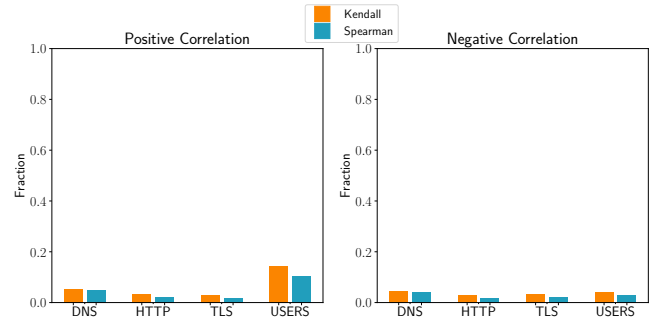 Kendall
Spearman
Positive Correlation
Negative Correlation
Fraction
1.0
0.8
0.6
0.4
0.2
0.0
DNS HTTP TLS USERS
Fraction
1.0
0.8
0.6
0.4
0.2
0.0
DNS HTTP TLS USERS